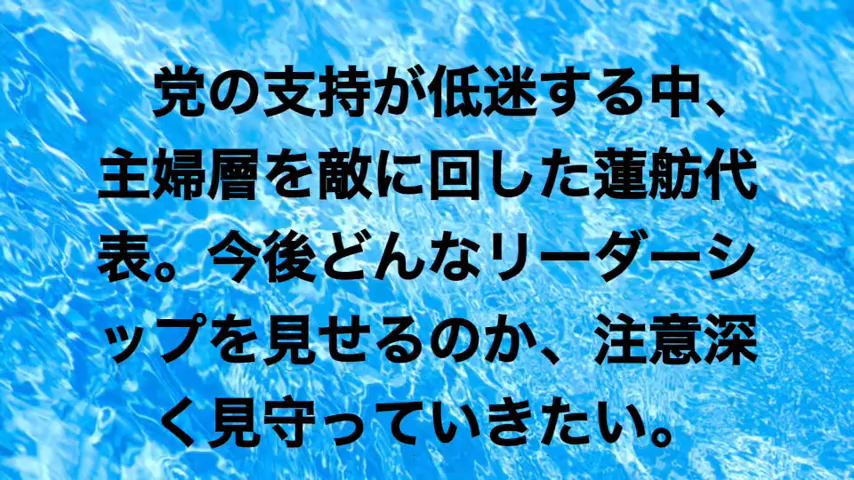 党の支持が低迷する中、
主婦層を敵に回した蓮舫代
表。今後どんなリーダーシ
ップを見せるのか、注意深
く見守っていきたい。